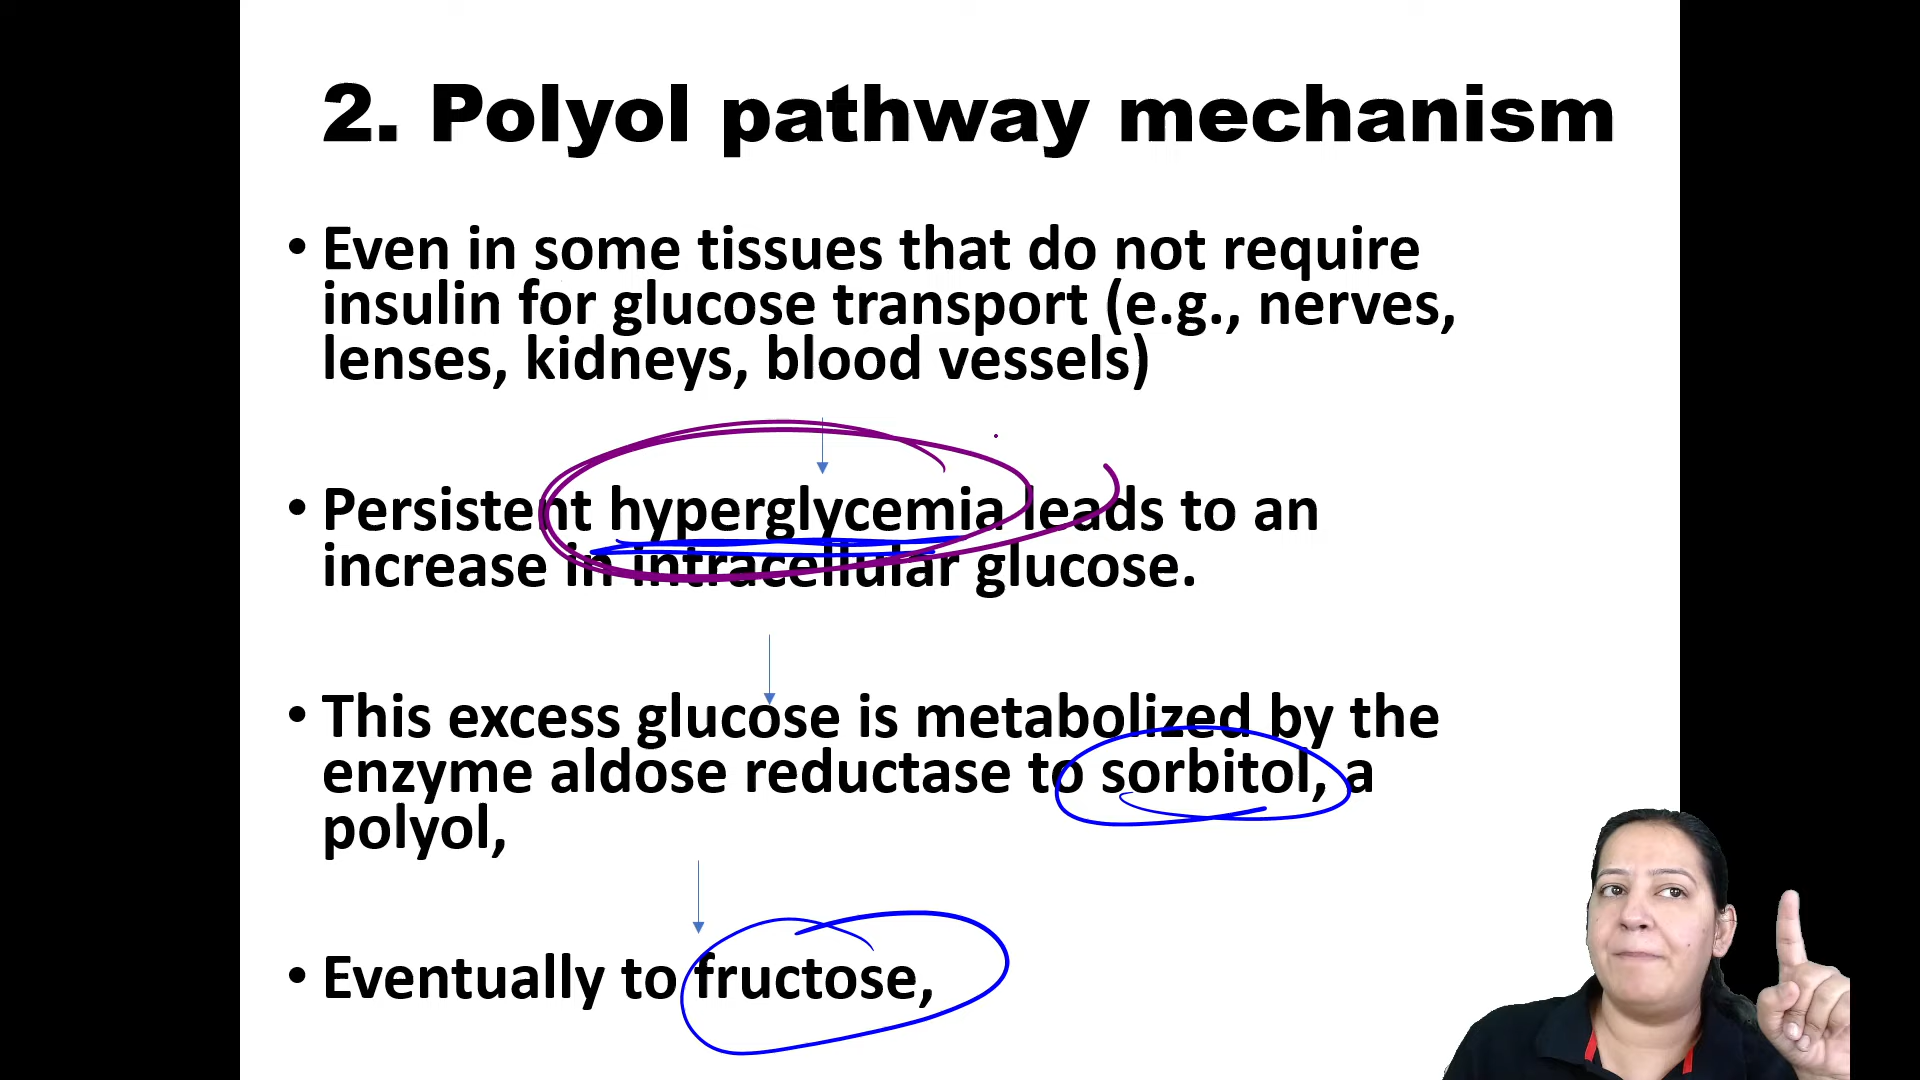 2. Polyol pathway mechanism
• Even in some tissues that do not require
insulin for glucose transport (e.g., nerves,
lenses, kidneys, blood vessels)
• Persistent hyperglycemia leads to an
increase in intracellular glucose.
• This excess glucose is metabolized by the
enzyme aldose reductase to sorbitol, a
polyol,
• Eventually to fructose,